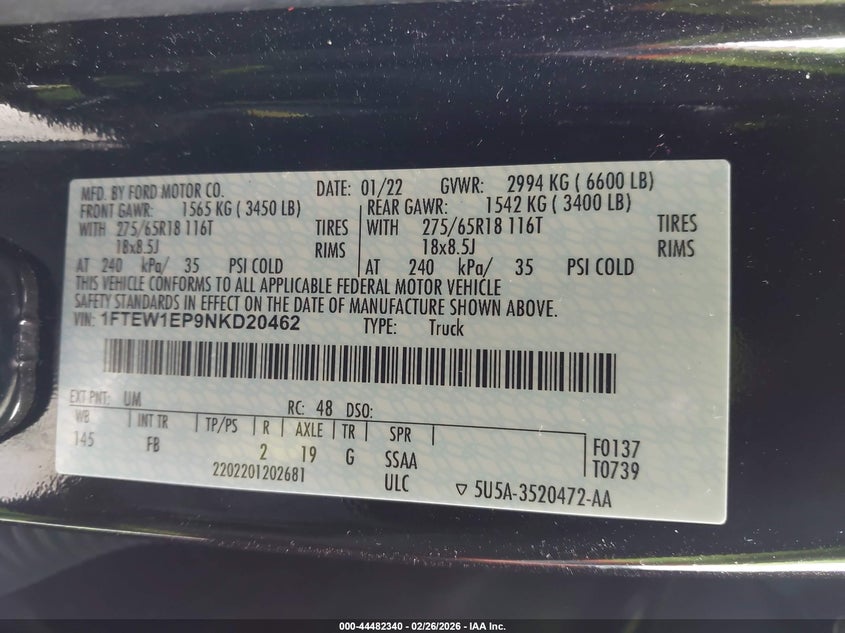 MFD. BY FORD MOTOR CO. DATE: 01/22 GVWR: 2994 KG ( 6600 LB)
FRONT GAWR: 1565 KG ( 3450 LB) REAR GAWR: 1542 KG ( 3400 LB)
WITH 275/65R18 116T TIRES WITH 275/65R18 116T TIRES
18x8.5J RIMS 18x8.5J RIMS
AT 240 kPa/ 35 PSI COLD AT 240 kPa/ 35 PSI COLD
THIS VEHICLE CONFORMS TO ALL APPLICABLE FEDERAL MOTOR VEHICLE
SAFETY STANDARDS IN EFFECT ON THE DATE OF MANUFACTURE SHOWN ABOVE.
VIN: 1FTEW1EP9NKD20462 TYPE: Truck
EXT PNT: UM RC: 48 DSO:
WB INT TR TP/PS R AXLE TR SPR
145 FB 2 19 G SSAA F0137
2202201202681 ULC T0739
5U5A-3520472-AA
000-44482340 - 02/26/2026 - IAA Inc.